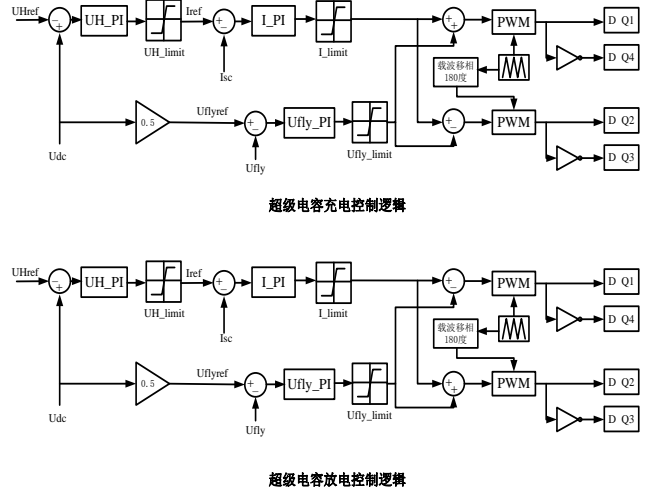 UHref
UH_PI
Iref
I_PI
PWM
D Q1
UH_limit
Isc
I_limit
D Q4
载波移相
180度
0.5
Uflyref
Ufly_PI
PWM
D Q2
Udc
Ufly
Ufly_limit
D Q3
超级电容充电控制逻辑
UHref
UH_PI
Iref
I_PI
PWM
D Q1
UH_limit
Isc
I_limit
D Q4
载波移相
180度
0.5
Uflyref
Ufly_PI
PWM
D Q2
Udc
Ufly
Ufly_limit
D Q3
超级电容放电控制逻辑